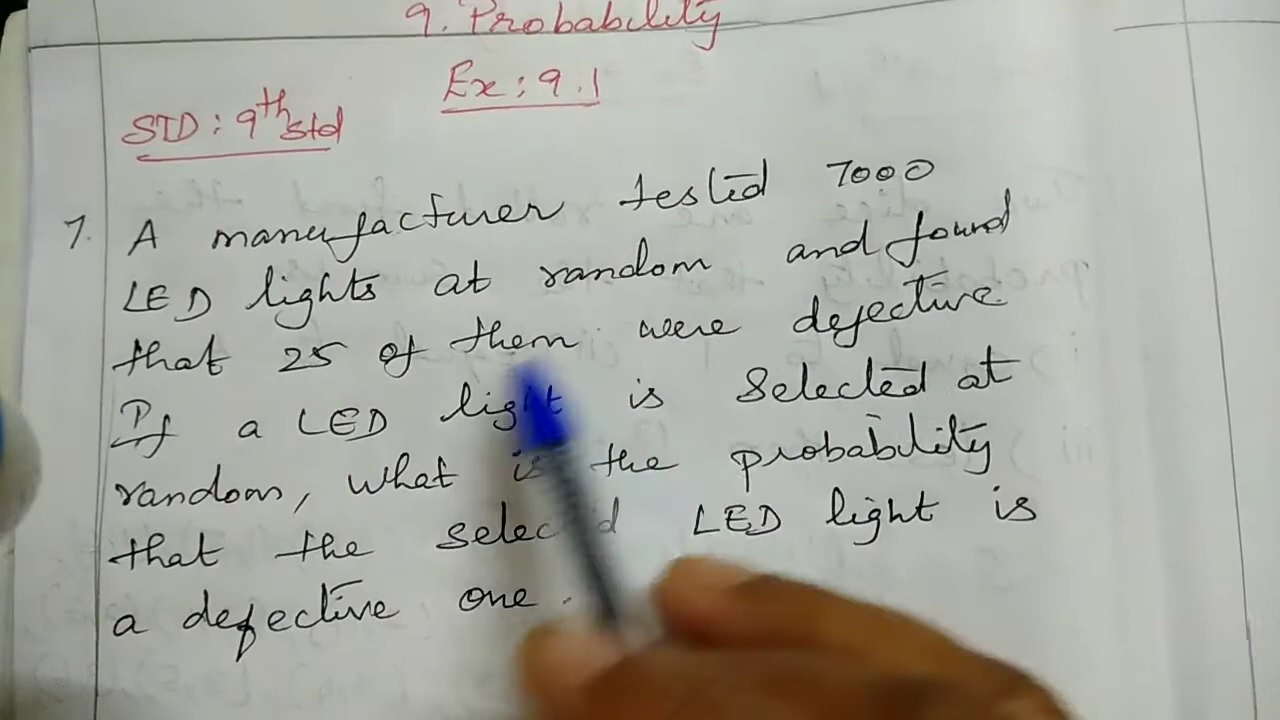 9. Probability
Ex: 9.1
STD: 9th Std
7. A manufacturer tested 7000
LED lights at random and found
that 25 of them were defective
If a LED light is selected at
random, what is the probability
that the selected LED light is
a defective one.